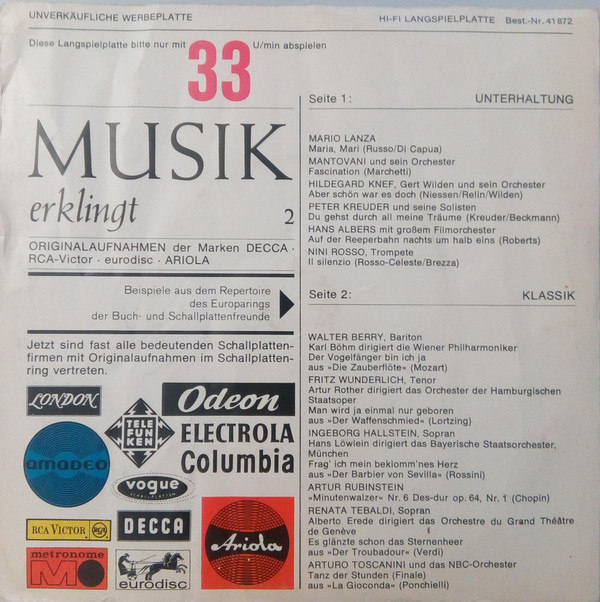 UNVERKÄUFLICHE WERBEPLATTE
HI-FI LANGSPIELPLATTE Best.-Nr. 41 872
Diese Langspielplatte bitte nur mit 33 U/min abspielen
MUSIK
erklingt 2
ORIGINALAUFNAHMEN der Marken DECCA ·
RCA-Victor · eurodisc · ARIOLA
Beispiele aus dem Repertoire
des Europarings
der Buch- und Schallplattenfreunde
Jetzt sind fast alle bedeutenden Schallplatten-
firmen mit Originalaufnahmen im Schallplatten-
ring vertreten.
LONDON
TELE
FUN
KEN
Odeon
ELECTROLA
Columbia
amadeo
vogue
SCHALLPLATTEN
RCA VICTOR
RCA
DECCA
Ariola
metronome
M
eurodisc
Seite 1: UNTERHALTUNG
MARIO LANZA
Maria, Mari (Russo/Di Capua)
MANTOVANI und sein Orchester
Fascination (Marchetti)
HILDEGARD KNEF, Gert Wilden und sein Orchester
Aber schön war es doch (Niessen/Relin/Wilden)
PETER KREUDER und seine Solisten
Du gehst durch all meine Träume (Kreuder/Beckmann)
HANS ALBERS mit großem Filmorchester
Auf der Reeperbahn nachts um halb eins (Roberts)
NINI ROSSO, Trompete
Il silenzio (Rosso-Celeste/Brezza)
Seite 2: KLASSIK
WALTER BERRY, Bariton
Karl Böhm dirigiert die Wiener Philharmoniker
Der Vogelfänger bin ich ja
aus »Die Zauberflöte« (Mozart)
FRITZ WUNDERLICH, Tenor
Artur Rother dirigiert das Orchester der Hamburgischen
Staatsoper
Man wird ja einmal nur geboren
aus »Der Waffenschmied« (Lortzing)
INGEBORG HALLSTEIN, Sopran
Hans Löwlein dirigiert das Bayerische Staatsorchester,
München
Frag' ich mein beklomm'nes Herz
aus »Der Barbier von Sevilla« (Rossini)
ARTUR RUBINSTEIN
»Minutenwalzer« Nr. 6 Des-dur op. 64, Nr. 1 (Chopin)
RENATA TEBALDI, Sopran
Alberto Erede dirigiert das Orchestre du Grand Théâtre
de Genève
Es glänzte schon das Sternenheer
aus »Der Troubadour« (Verdi)
ARTURO TOSCANINI und das NBC-Orchester
Tanz der Stunden (Finale)
aus »La Gioconda« (Ponchielli)